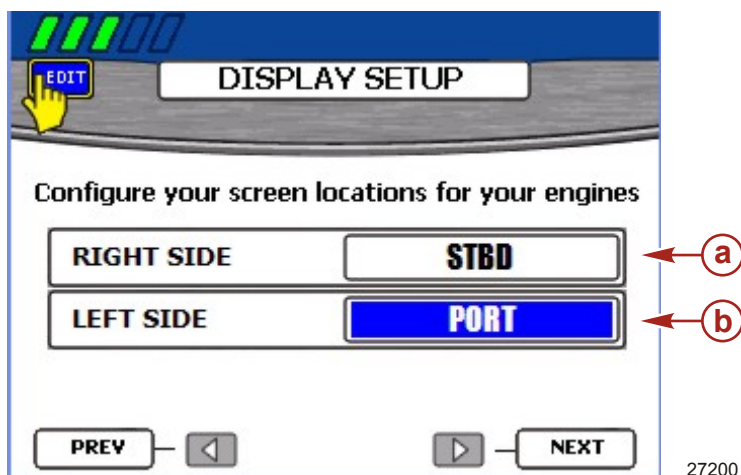 EDIT
DISPLAY SETUP
Configure your screen locations for your engines
RIGHT SIDE STBD a
LEFT SIDE PORT b
PREV NEXT
27200